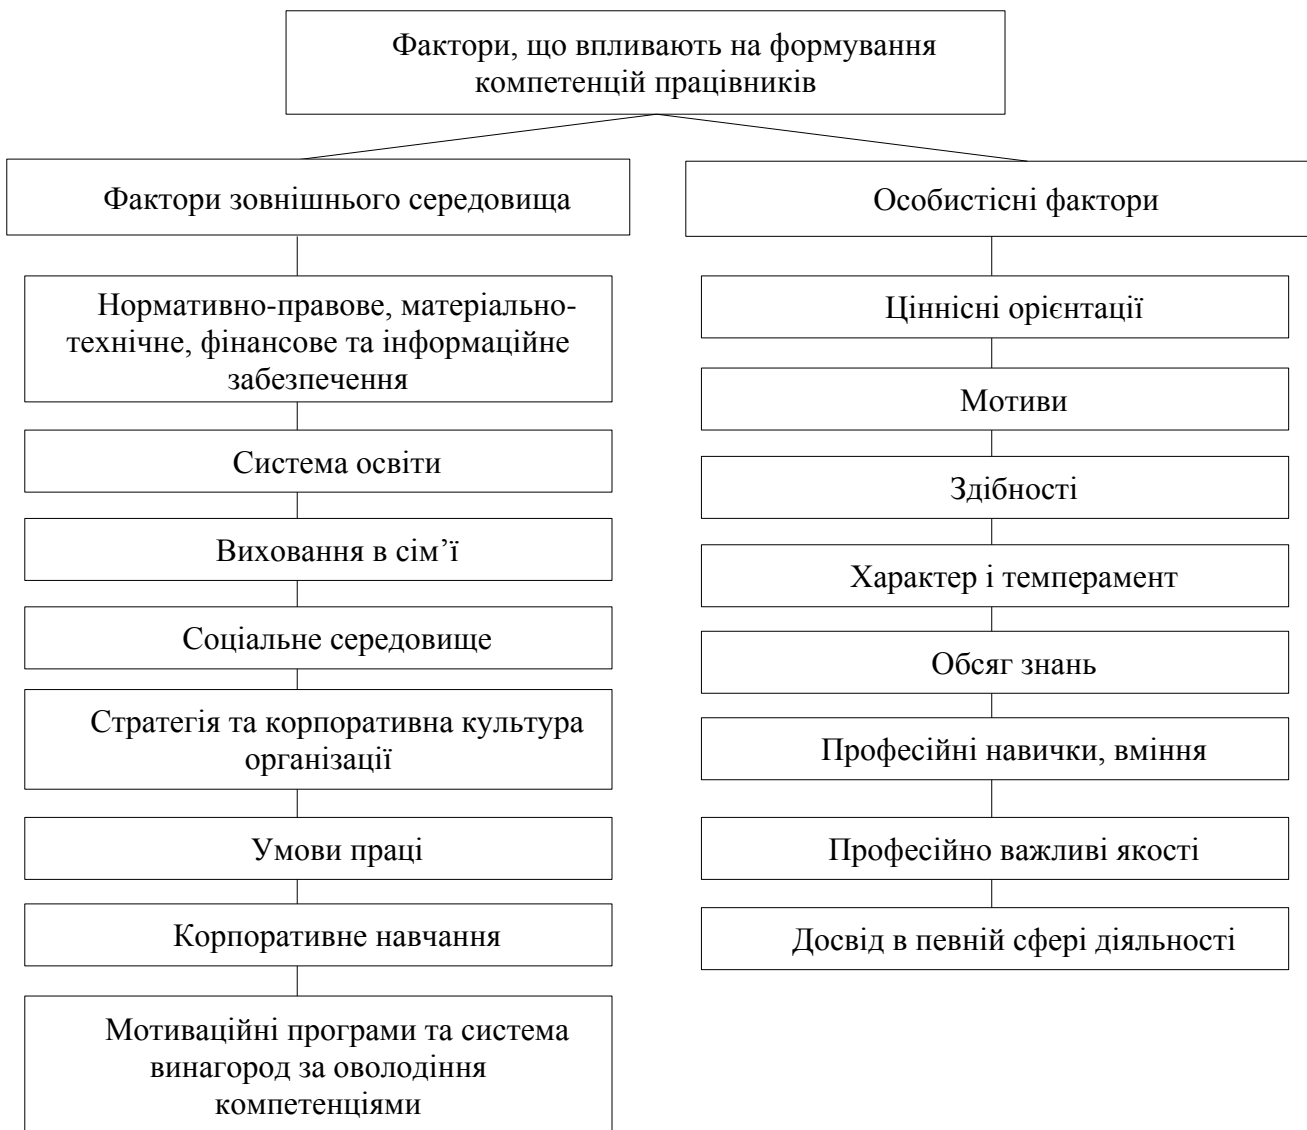 Фактори, що впливають на формування
компетенцій працівників
Фактори зовнішнього середовища
Нормативно-правове, матеріально-
технічне, фінансове та інформаційне
забезпечення
Система освіти
Виховання в сім’ї
Соціальне середовище
Стратегія та корпоративна культура
організації
Умови праці
Корпоративне навчання
Мотиваційні програми та система
винагород за оволодіння
компетенціями
Особистісні фактори
Ціннісні орієнтації
Мотиви
Здібності
Характер і темперамент
Обсяг знань
Професійні навички, вміння
Професійно важливі якості
Досвід в певній сфері діяльності